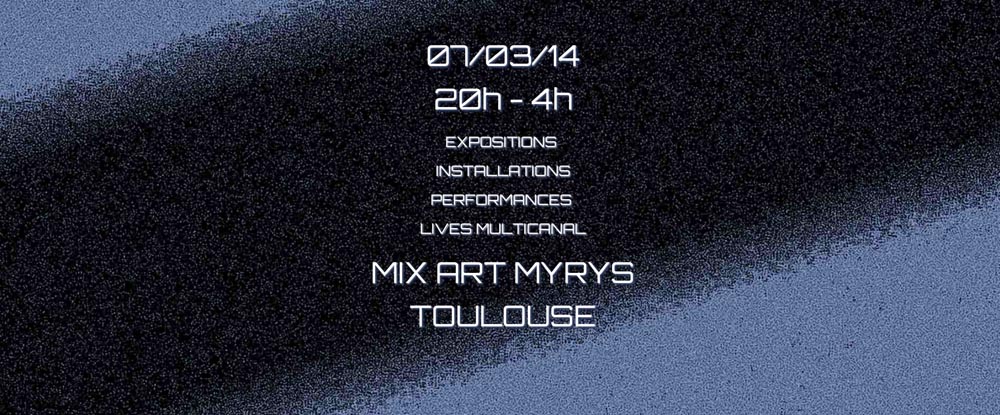 07/03/14
20h - 4h
EXPOSITIONS
INSTALLATIONS
PERFORMANCES
LIVES MULTICANAL
MIX ART MYRYS
TOULOUSE